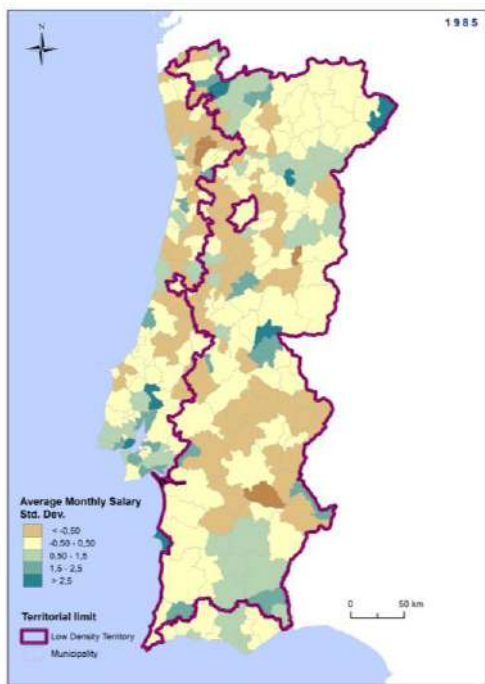 N
1985
Average Monthly Salary
Std. Dev.
< -0,50
-0,50 - 0,50
0,50 - 1,5
1,5 - 2,5
> 2,5
Territorial limit
Low Density Territory
Municipality
0 50 km